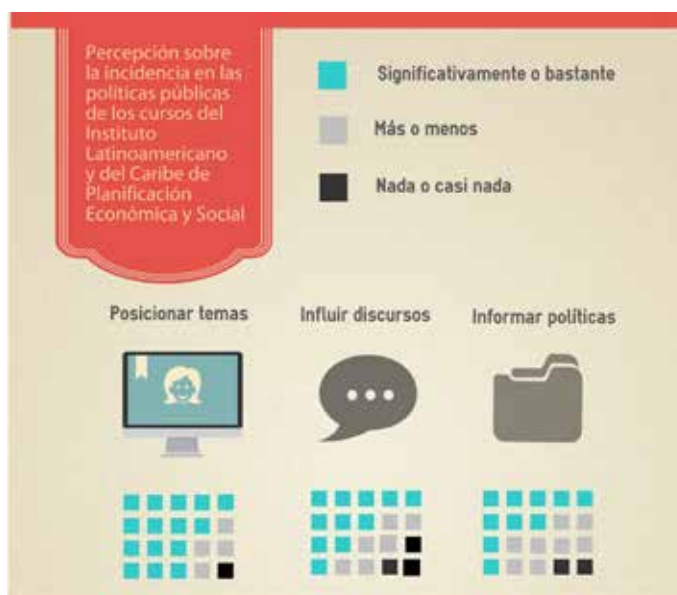 Percepción sobre
la incidencia en las
políticas públicas
de los cursos del
Instituto
Latinoamericano
y del Caribe de
Planificación
Económica y Social
Significativamente o bastante
Más o menos
Nada o casi nada
Posicionar temas
Influir discursos
Informar políticas